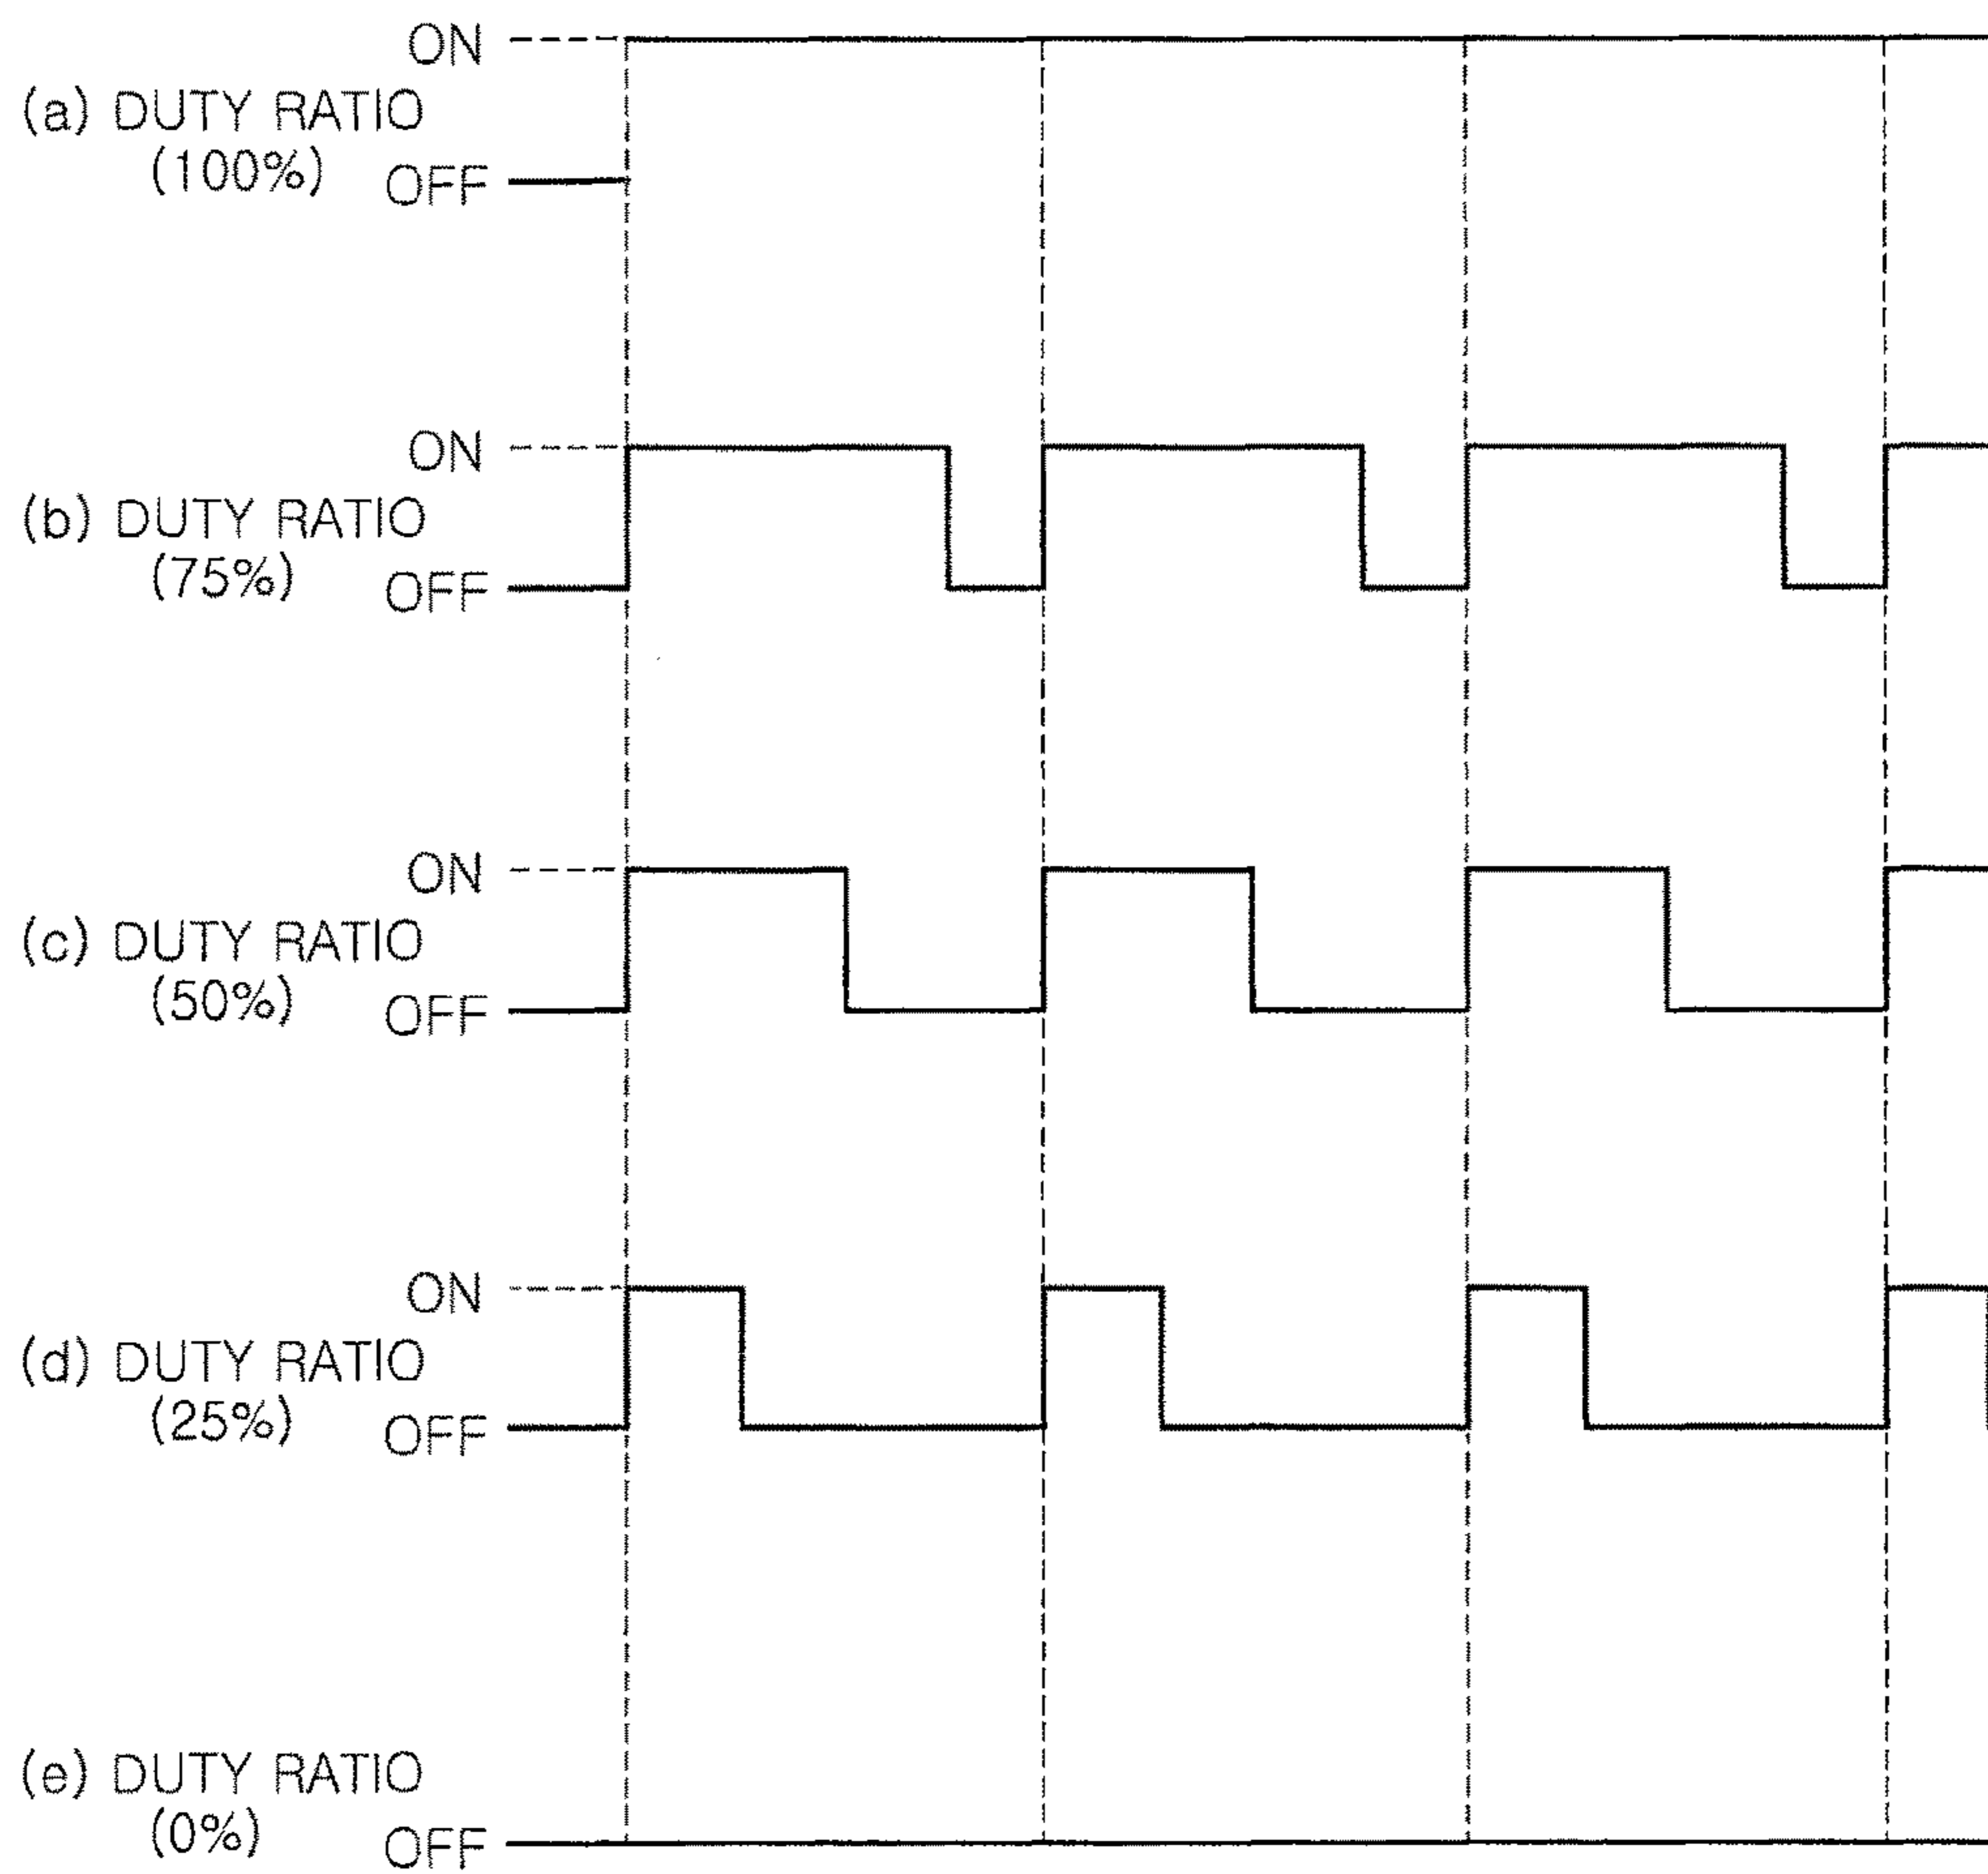 ON
(a) DUTY RATIO
(100%)
OFF
ON
(b) DUTY RATIO
(75%)
OFF
ON
(c) DUTY RATIO
(50%)
OFF
ON
(d) DUTY RATIO
(25%)
OFF
(e) DUTY RATIO
(0%)
OFF